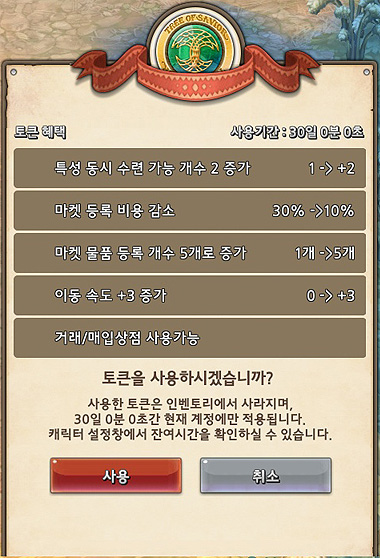 TREE OF SAVIOR
토큰 혜택 사용기간 : 30일 0분 0초
특성 동시 수련 가능 개수 2 증가 1 -> +2
마켓 등록 비용 감소 30% ->10%
마켓 물품 등록 개수 5개로 증가 1개 ->5개
이동 속도 +3 증가 0 -> +3
거래/매입상점 사용가능
토큰을 사용하시겠습니까?
사용한 토큰은 인벤토리에서 사라지며,
30일 0분 0초간 현재 계정에만 적용됩니다.
캐릭터 설정창에서 잔여시간을 확인하실 수 있습니다.
사용 취소